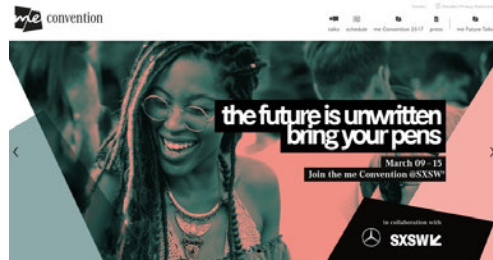 me convention
talks schedule me Convention 2017 press me Future Talks
the future is unwritten
bring your pens
March 09 - 15
Join the me Convention @SXSW®
in collaboration with
SXSW